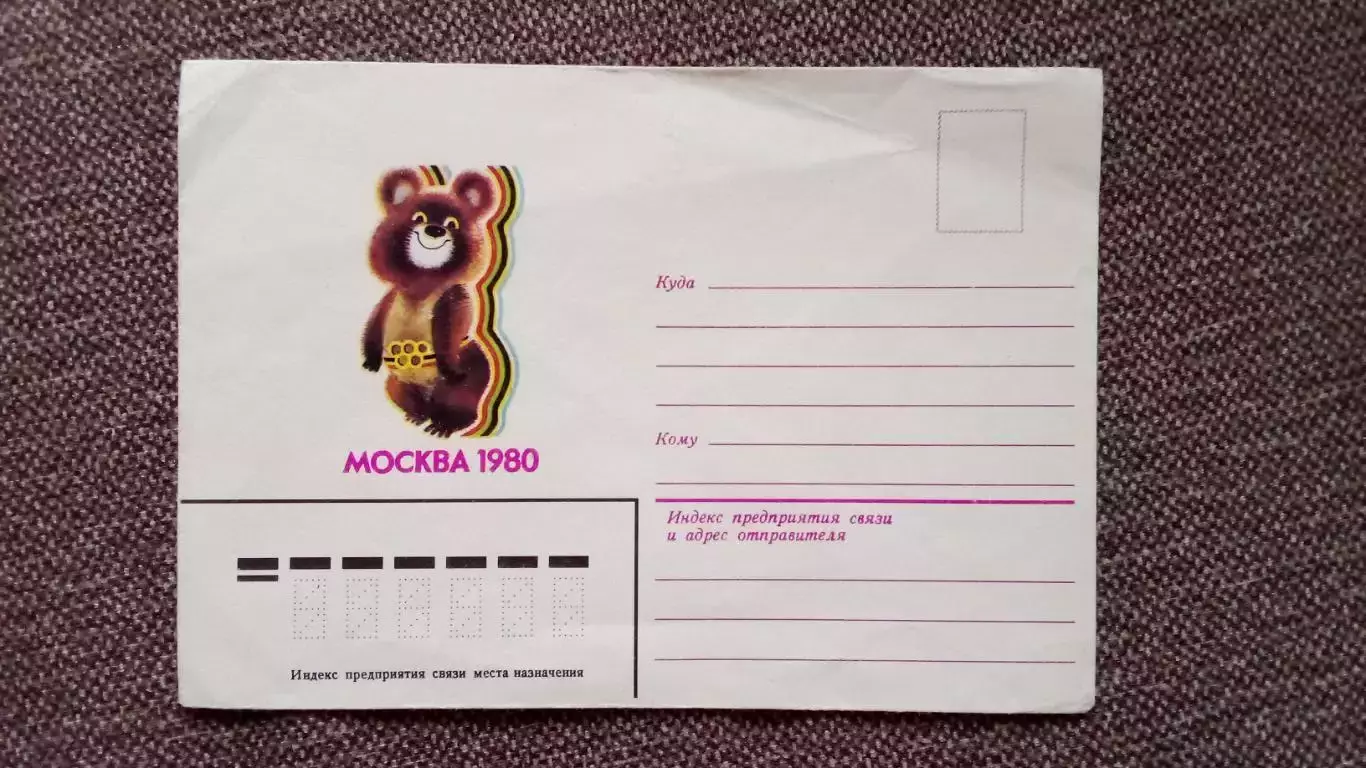 МОСКВА 1980
Куда
Кому
Индекс предприятия связи
и адрес отправителя
Индекс предприятия связи места назначения